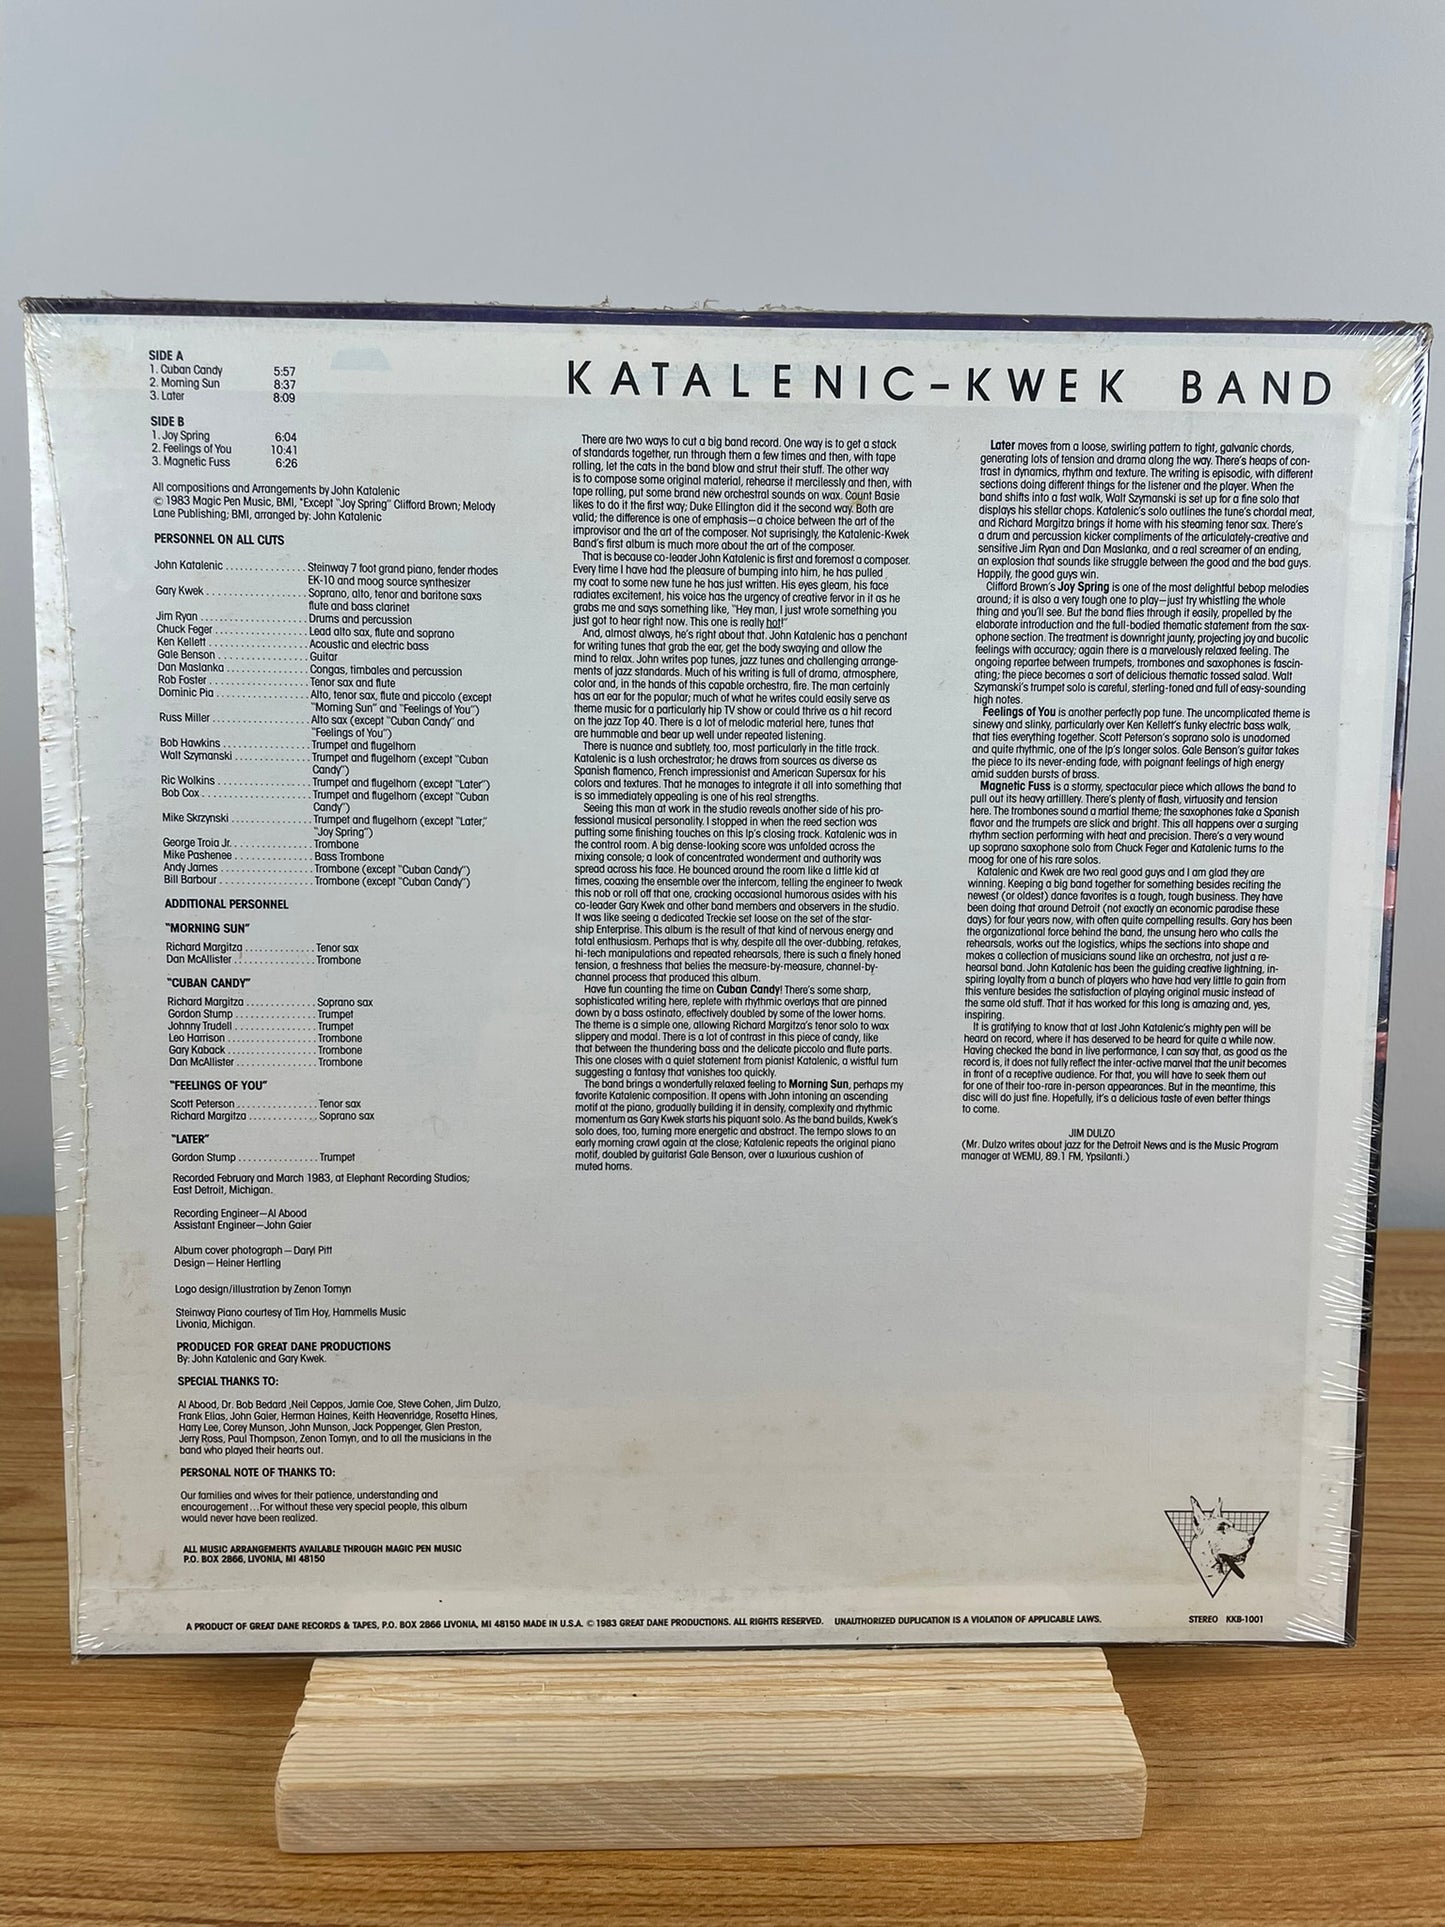 SIDE A
1. Cuban Candy 5:57
2. Morning Sun 8:37
3. Later 8:09
SIDE B
1. Joy Spring 6:04
2. Feelings of You 10:41
3. Magnetic Fuss 6:26
All compositions and Arrangements by John Katalenic
© 1983 Magic Pen Music, BMI, "Except "Joy Spring" Clifford Brown; Melody
Lane Publishing; BMI, arranged by: John Katalenic
PERSONNEL ON ALL CUTS
John Katalenic . . . . . . . . . . . . . . Steinway 7 foot grand piano, fender rhodes
EK-10 and moog source synthesizer
Gary Kwek . . . . . . . . . . . . . . . . . Soprano, alto, tenor and baritone saxs
flute and bass clarinet
Jim Ryan . . . . . . . . . . . . . . . . . . Drums and percussion
Chuck Feger . . . . . . . . . . . . . . . Lead alto sax, flute and soprano
Ken Kellett . . . . . . . . . . . . . . . . . Acoustic and electric bass
Gale Benson . . . . . . . . . . . . . . . Guitar
Dan Maslanka . . . . . . . . . . . . . Congas, timbales and percussion
Rob Foster . . . . . . . . . . . . . . . . . Tenor sax and flute
Dominic Pia . . . . . . . . . . . . . . . . Alto, tenor sax, flute and piccolo (except
"Morning Sun" and "Feelings of You")
Russ Miller . . . . . . . . . . . . . . . . . Alto sax (except "Cuban Candy" and
"Feelings of You")
Bob Hawkins . . . . . . . . . . . . . . . Trumpet and flugelhorn
Walt Szymanski . . . . . . . . . . . . . Trumpet and flugelhorn (except "Cuban
Candy")
Ric Wolkins . . . . . . . . . . . . . . . . Trumpet and flugelhorn (except "Later")
Bob Cox . . . . . . . . . . . . . . . . . . . Trumpet and flugelhorn (except "Cuban
Candy")
Mike Skrzynski . . . . . . . . . . . . . . Trumpet and flugelhorn (except "Later,"
"Joy Spring")
George Troia Jr. . . . . . . . . . . . . . Trombone
Mike Pashenee . . . . . . . . . . . . . Bass Trombone
Andy James . . . . . . . . . . . . . . . . Trombone (except "Cuban Candy")
Bill Barbour . . . . . . . . . . . . . . . . . Trombone (except "Cuban Candy")
ADDITIONAL PERSONNEL
"MORNING SUN"
Richard Margitza . . . . . . . . . . . . Tenor sax
Dan McAllister . . . . . . . . . . . . . . Trombone
"CUBAN CANDY"
Richard Margitza . . . . . . . . . . . . Soprano sax
Gordon Stump . . . . . . . . . . . . . . Trumpet
Johnny Trudell . . . . . . . . . . . . . . Trumpet
Leo Harrison . . . . . . . . . . . . . . . . Trombone
Gary Kaback . . . . . . . . . . . . . . . Trombone
Dan McAllister . . . . . . . . . . . . . . Trombone
"FEELINGS OF YOU"
Scott Peterson . . . . . . . . . . . . . . Tenor sax
Richard Margitza . . . . . . . . . . . . Soprano sax
"LATER"
Gordon Stump . . . . . . . . . . . . . . Trumpet
Recorded February and March 1983, at Elephant Recording Studios;
East Detroit, Michigan.
Recording Engineer—Al Abood
Assistant Engineer—John Gaier
Album cover photograph — Daryl Pitt
Design — Heiner Hertling
Logo design/illustration by Zenon Tomyn
Steinway Piano courtesy of Tim Hoy, Hammells Music
Livonia, Michigan.
PRODUCED FOR GREAT DANE PRODUCTIONS
By: John Katalenic and Gary Kwek.
SPECIAL THANKS TO:
Al Abood, Dr. Bob Bedard ,Neil Ceppos, Jamie Coe, Steve Cohen, Jim Dulzo,
Frank Elias, John Gaier, Herman Haines, Keith Heavenridge, Rosetta Hines,
Harry Lee, Corey Munson, John Munson, Jack Poppenger, Glen Preston,
Jerry Ross, Paul Thompson, Zenon Tomyn, and to all the musicians in the
band who played their hearts out.
PERSONAL NOTE OF THANKS TO:
Our families and wives for their patience, understanding and
encouragement . . . For without these very special people, this album
would never have been realized.
ALL MUSIC ARRANGEMENTS AVAILABLE THROUGH MAGIC PEN MUSIC
P.O. BOX 2866, LIVONIA, MI 48150
KATALENIC-KWEK BAND
There are two ways to cut a big band record. One way is to get a stack
of standards together, run through them a few times and then, with tape
rolling, let the cats in the band blow and strut their stuff. The other way
is to compose some original material, rehearse it mercilessly and then, with
tape rolling, put some brand new orchestral sounds on wax. Count Basie
likes to do it the first way; Duke Ellington did it the second way. Both are
valid; the difference is one of emphasis—a choice between the art of the
improvisor and the art of the composer. Not suprisingly, the Katalenic-Kwek
Band's first album is much more about the art of the composer.
That is because co-leader John Katalenic is first and foremost a composer.
Every time I have had the pleasure of bumping into him, he has pulled
my coat to some new tune he has just written. His eyes gleam, his face
radiates excitement, his voice has the urgency of creative fervor in it as he
grabs me and says something like, "Hey man, I just wrote something you
just got to hear right now. This one is really hot!"
And, almost always, he's right about that. John Katalenic has a penchant
for writing tunes that grab the ear, get the body swaying and allow the
mind to relax. John writes pop tunes, jazz tunes and challenging arrange-
ments of jazz standards. Much of his writing is full of drama, atmosphere,
color and, in the hands of this capable orchestra, fire. The man certainly
has an ear for the popular; much of what he writes could easily serve as
theme music for a particularly hip TV show or could thrive as a hit record
on the jazz Top 40. There is a lot of melodic material here, tunes that
are hummable and bear up well under repeated listening.
There is nuance and subtlety, too, most particularly in the title track.
Katalenic is a lush orchestrator; he draws from sources as diverse as
Spanish flamenco, French impressionist and American Supersax for his
colors and textures. That he manages to integrate it all into something that
is so immediately appealing is one of his real strengths.
Seeing this man at work in the studio reveals another side of his pro-
fessional musical personality. I stopped in when the reed section was
putting some finishing touches on this lp's closing track. Katalenic was in
the control room. A big dense-looking score was unfolded across the
mixing console; a look of concentrated wonderment and authority was
spread across his face. He bounced around the room like a little kid at
times, coaxing the ensemble over the intercom, telling the engineer to tweak
this nob or roll off that one, cracking occasional humorous asides with his
co-leader Gary Kwek and other band members and observers in the studio.
It was like seeing a dedicated Treckie set loose on the set of the star-
ship Enterprise. This album is the result of that kind of nervous energy and
total enthusiasm. Perhaps that is why, despite all the over-dubbing, retakes,
hi-tech manipulations and repeated rehearsals, there is such a finely honed
tension, a freshness that belies the measure-by-measure, channel-by-
channel process that produced this album.
Have fun counting the time on Cuban Candy! There's some sharp,
sophisticated writing here, replete with rhythmic overlays that are pinned
down by a bass ostinato, effectively doubled by some of the lower horns.
The theme is a simple one, allowing Richard Margitza's tenor solo to wax
slippery and modal. There is a lot of contrast in this piece of candy, like
that between the thundering bass and the delicate piccolo and flute parts.
This one closes with a quiet statement from pianist Katalenic, a wistful turn
suggesting a fantasy that vanishes too quickly.
The band brings a wonderfully relaxed feeling to Morning Sun, perhaps my
favorite Katalenic composition. It opens with John intoning an ascending
motif at the piano, gradually building it in density, complexity and rhythmic
momentum as Gary Kwek starts his piquant solo. As the band builds, Kwek's
solo does, too, turning more energetic and abstract. The tempo slows to an
early morning crawl again at the close; Katalenic repeats the original piano
motif, doubled by guitarist Gale Benson, over a luxurious cushion of
muted horns.
Later moves from a loose, swirling pattern to tight, galvanic chords,
generating lots of tension and drama along the way. There's heaps of con-
trast in dynamics, rhythm and texture. The writing is episodic, with different
sections doing different things for the listener and the player. When the
band shifts into a fast walk, Walt Szymanski is set up for a fine solo that
displays his stellar chops. Katalenic's solo outlines the tune's chordal meat,
and Richard Margitza brings it home with his steaming tenor sax. There's
a drum and percussion kicker compliments of the articulately-creative and
sensitive Jim Ryan and Dan Maslanka, and a real screamer of an ending,
an explosion that sounds like struggle between the good and the bad guys.
Happily, the good guys win.
Clifford Brown's Joy Spring is one of the most delightful bebop melodies
around; it is also a very tough one to play—just try whistling the whole
thing and you'll see. But the band flies through it easily, propelled by the
elaborate introduction and the full-bodied thematic statement from the sax-
ophone section. The treatment is downright jaunty, projecting joy and bucolic
feelings with accuracy; again there is a marvelously relaxed feeling. The
ongoing repartee between trumpets, trombones and saxophones is fascin-
ating; the piece becomes a sort of delicious thematic tossed salad. Walt
Szymanski's trumpet solo is careful, sterling-toned and full of easy-sounding
high notes.
Feelings of You is another perfectly pop tune. The uncomplicated theme is
sinewy and slinky, particularly over Ken Kellett's funky electric bass walk,
that ties everything together. Scott Peterson's soprano solo is unadorned
and quite rhythmic, one of the lp's longer solos. Gale Benson's guitar takes
the piece to its never-ending fade, with poignant feelings of high energy
amid sudden bursts of brass.
Magnetic Fuss is a stormy, spectacular piece which allows the band to
pull out its heavy artilllery. There's plenty of flash, virtuosity and tension
here. The trombones sound a martial theme; the saxophones take a Spanish
flavor and the trumpets are slick and bright. This all happens over a surging
rhythm section performing with heat and precision. There's a very wound
up soprano saxophone solo from Chuck Feger and Katalenic turns to the
moog for one of his rare solos.
Katalenic and Kwek are two real good guys and I am glad they are
winning. Keeping a big band together for something besides reciting the
newest (or oldest) dance favorites is a tough, tough business. They have
been doing that around Detroit (not exactly an economic paradise these
days) for four years now, with often quite compelling results. Gary has been
the organizational force behind the band, the unsung hero who calls the
rehearsals, works out the logistics, whips the sections into shape and
makes a collection of musicians sound like an orchestra, not just a re-
hearsal band. John Katalenic has been the guiding creative lightning, in-
spiring loyalty from a bunch of players who have had very little to gain from
this venture besides the satisfaction of playing original music instead of
the same old stuff. That it has worked for this long is amazing and, yes,
inspiring.
It is gratifying to know that at last John Katalenic's mighty pen will be
heard on record, where it has deserved to be heard for quite a while now.
Having checked the band in live performance, I can say that, as good as the
record is, it does not fully reflect the inter-active marvel that the unit becomes
in front of a receptive audience. For that, you will have to seek them out
for one of their too-rare in-person appearances. But in the meantime, this
disc will do just fine. Hopefully, it's a delicious taste of even better things
to come.
JIM DULZO
(Mr. Dulzo writes about jazz for the Detroit News and is the Music Program
manager at WEMU, 89.1 FM, Ypsilanti.)
A PRODUCT OF GREAT DANE RECORDS & TAPES, P.O. BOX 2866 LIVONIA, MI 48150 MADE IN U.S.A. © 1983 GREAT DANE PRODUCTIONS. ALL RIGHTS RESERVED. UNAUTHORIZED DUPLICATION IS A VIOLATION OF APPLICABLE LAWS.
STEREO KKB-1001